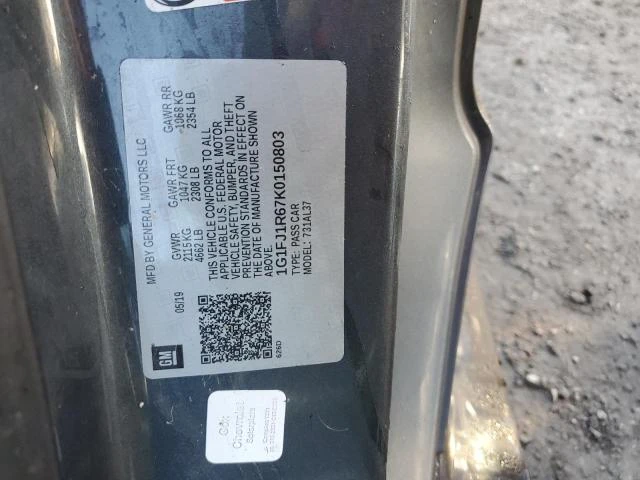 MFD BY GENERAL MOTORS LLC
05/19
GVWR GAWR FRT GAWR RR
2115 KG 1047 KG 1068 KG
4662 LB 2308 LB 2354 LB
THIS VEHICLE CONFORMS TO ALL
APPLICABLE U.S. FEDERAL MOTOR
VEHICLE SAFETY, BUMPER, AND THEFT
PREVENTION STANDARDS IN EFFECT ON
THE DATE OF MANUFACTURE SHOWN
ABOVE.
1G1FJ1R67K0150803
TYPE: PASS CAR
MODEL: 731AL37
GM
Chevrolet